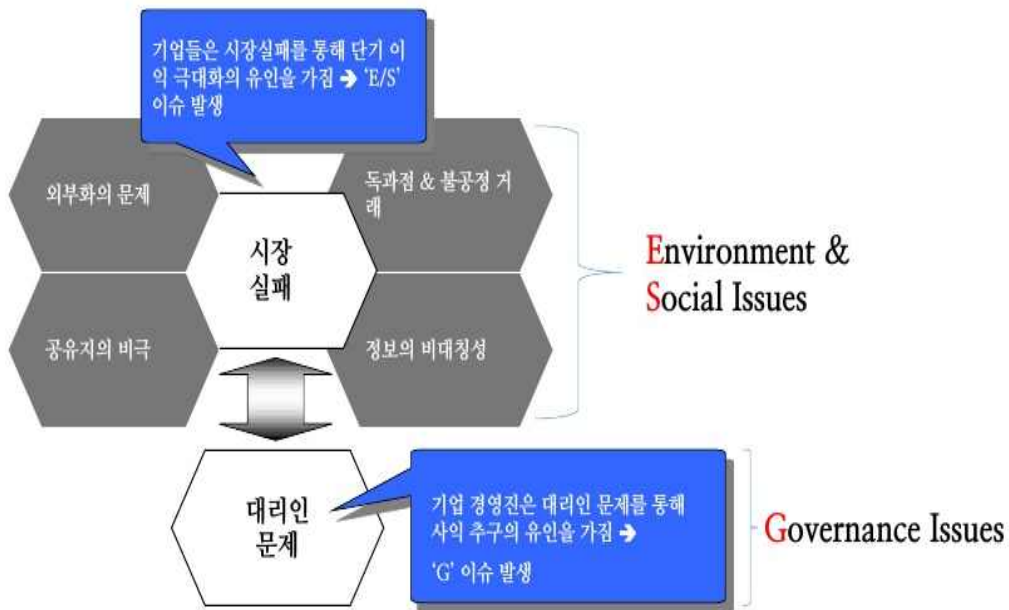 기업들은 시장실패를 통해 단기 이
익 극대화의 유인을 가짐 ➔ ‘E/S’
이슈 발생
외부화의 문제
독과점 & 불공정 거
래
시장
실패
공유지의 비극
정보의 비대칭성
Environment &
Social Issues
대리인
문제
기업 경영진은 대리인 문제를 통해
사익 추구의 유인을 가짐 ➔
‘G’ 이슈 발생
Governance Issues